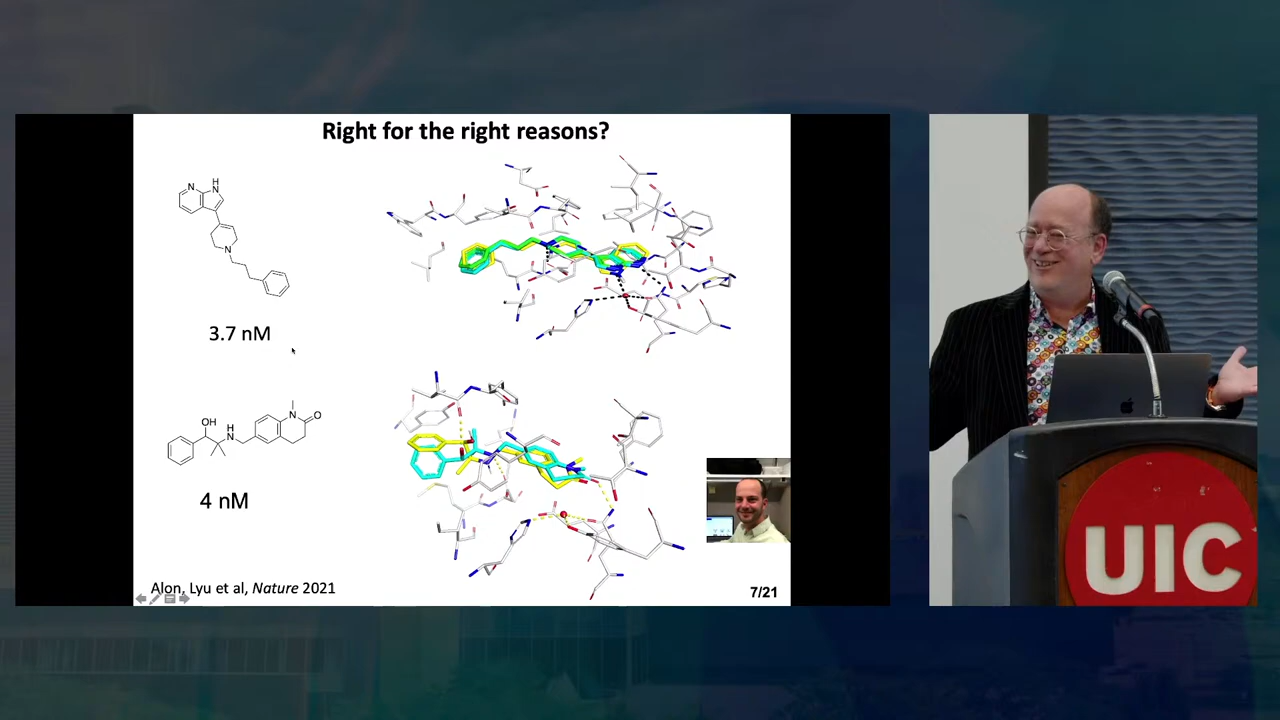 Right for the right reasons?
N
H
N
N
3.7 nM
OH
H
N
N
O
4 nM
Alon, Lyu et al, Nature 2021
7/21
UIC